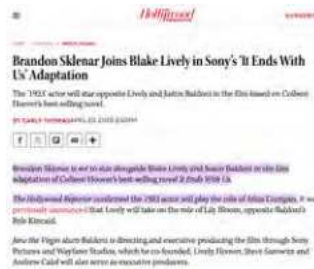 Hollywood
Brandon Sklenar Joins Blake Lively in Sony's 'It Ends With
Us' Adaptation
The '1923' actor will star opposite Lively and Justin Baldoni in the film based on Colleen
Hoover's best-selling novel.
BY CARLY THOMAS
Brandon Sklenar is set to star alongside Blake Lively and Justin Baldoni in the film
adaptation of Colleen Hoover's best-selling novel It Ends With Us.
The Hollywood Reporter confirmed the 1923 actor will play the role of Atlas Corrigan. It was
previously announced that Lively will take on the role of Lily Bloom, opposite Baldoni's
Ryle Kincaid.
Jane the Virgin alum Baldoni is directing and executive producing the film through Sony
Pictures and Wayfarer Studios, which he co-founded. Lively, Hoover, Steve Sarowitz and
Andrew Calof will also serve as executive producers.